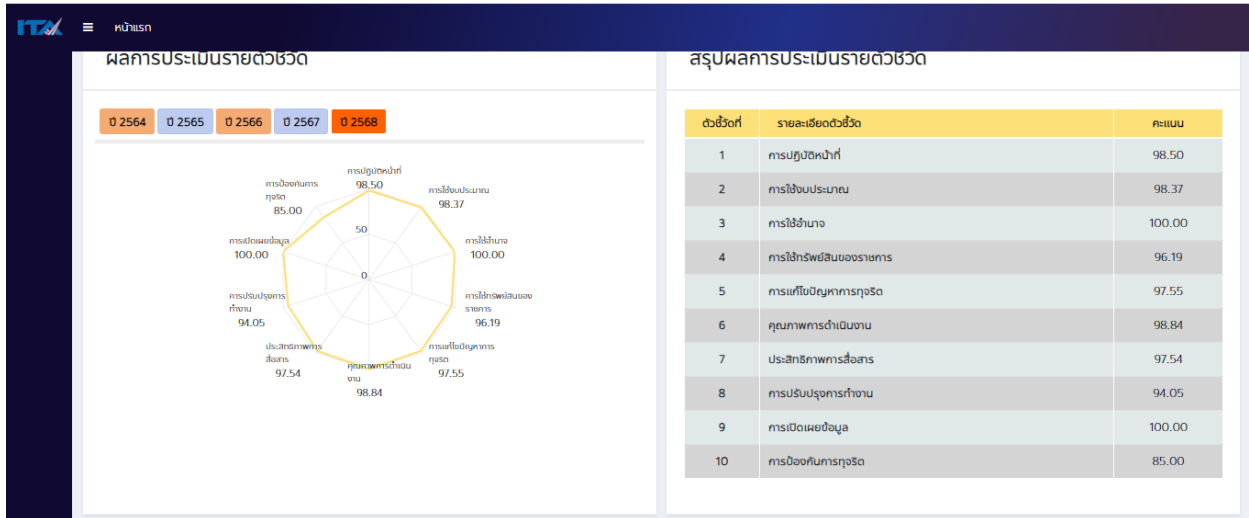 ITA
หน้าแรก
ผลการประเมินรายตัวชี้วัด
ปี 2564
ปี 2565
ปี 2566
ปี 2567
ปี 2568
การปฏิบัติหน้าที่
98.50
การใช้งบประมาณ
98.37
การใช้อำนาจ
100.00
การใช้ทรัพย์สินของ
ราชการ
96.19
การแก้ไขปัญหาการ
ทุจริต
97.55
คุณภาพการดำเนิน
งาน
98.84
ประสิทธิภาพการ
สื่อสาร
97.54
การปรับปรุงการ
ทำงาน
94.05
การเปิดเผยข้อมูล
100.00
การป้องกันการ
ทุจริต
85.00
50
0
สรุปผลการประเมินรายตัวชี้วัด
ตัวชี้วัดที่ รายละเอียดตัวชี้วัด คะแนน
1 การปฏิบัติหน้าที่ 98.50
2 การใช้งบประมาณ 98.37
3 การใช้อำนาจ 100.00
4 การใช้ทรัพย์สินของราชการ 96.19
5 การแก้ไขปัญหาการทุจริต 97.55
6 คุณภาพการดำเนินงาน 98.84
7 ประสิทธิภาพการสื่อสาร 97.54
8 การปรับปรุงการทำงาน 94.05
9 การเปิดเผยข้อมูล 100.00
10 การป้องกันการทุจริต 85.00